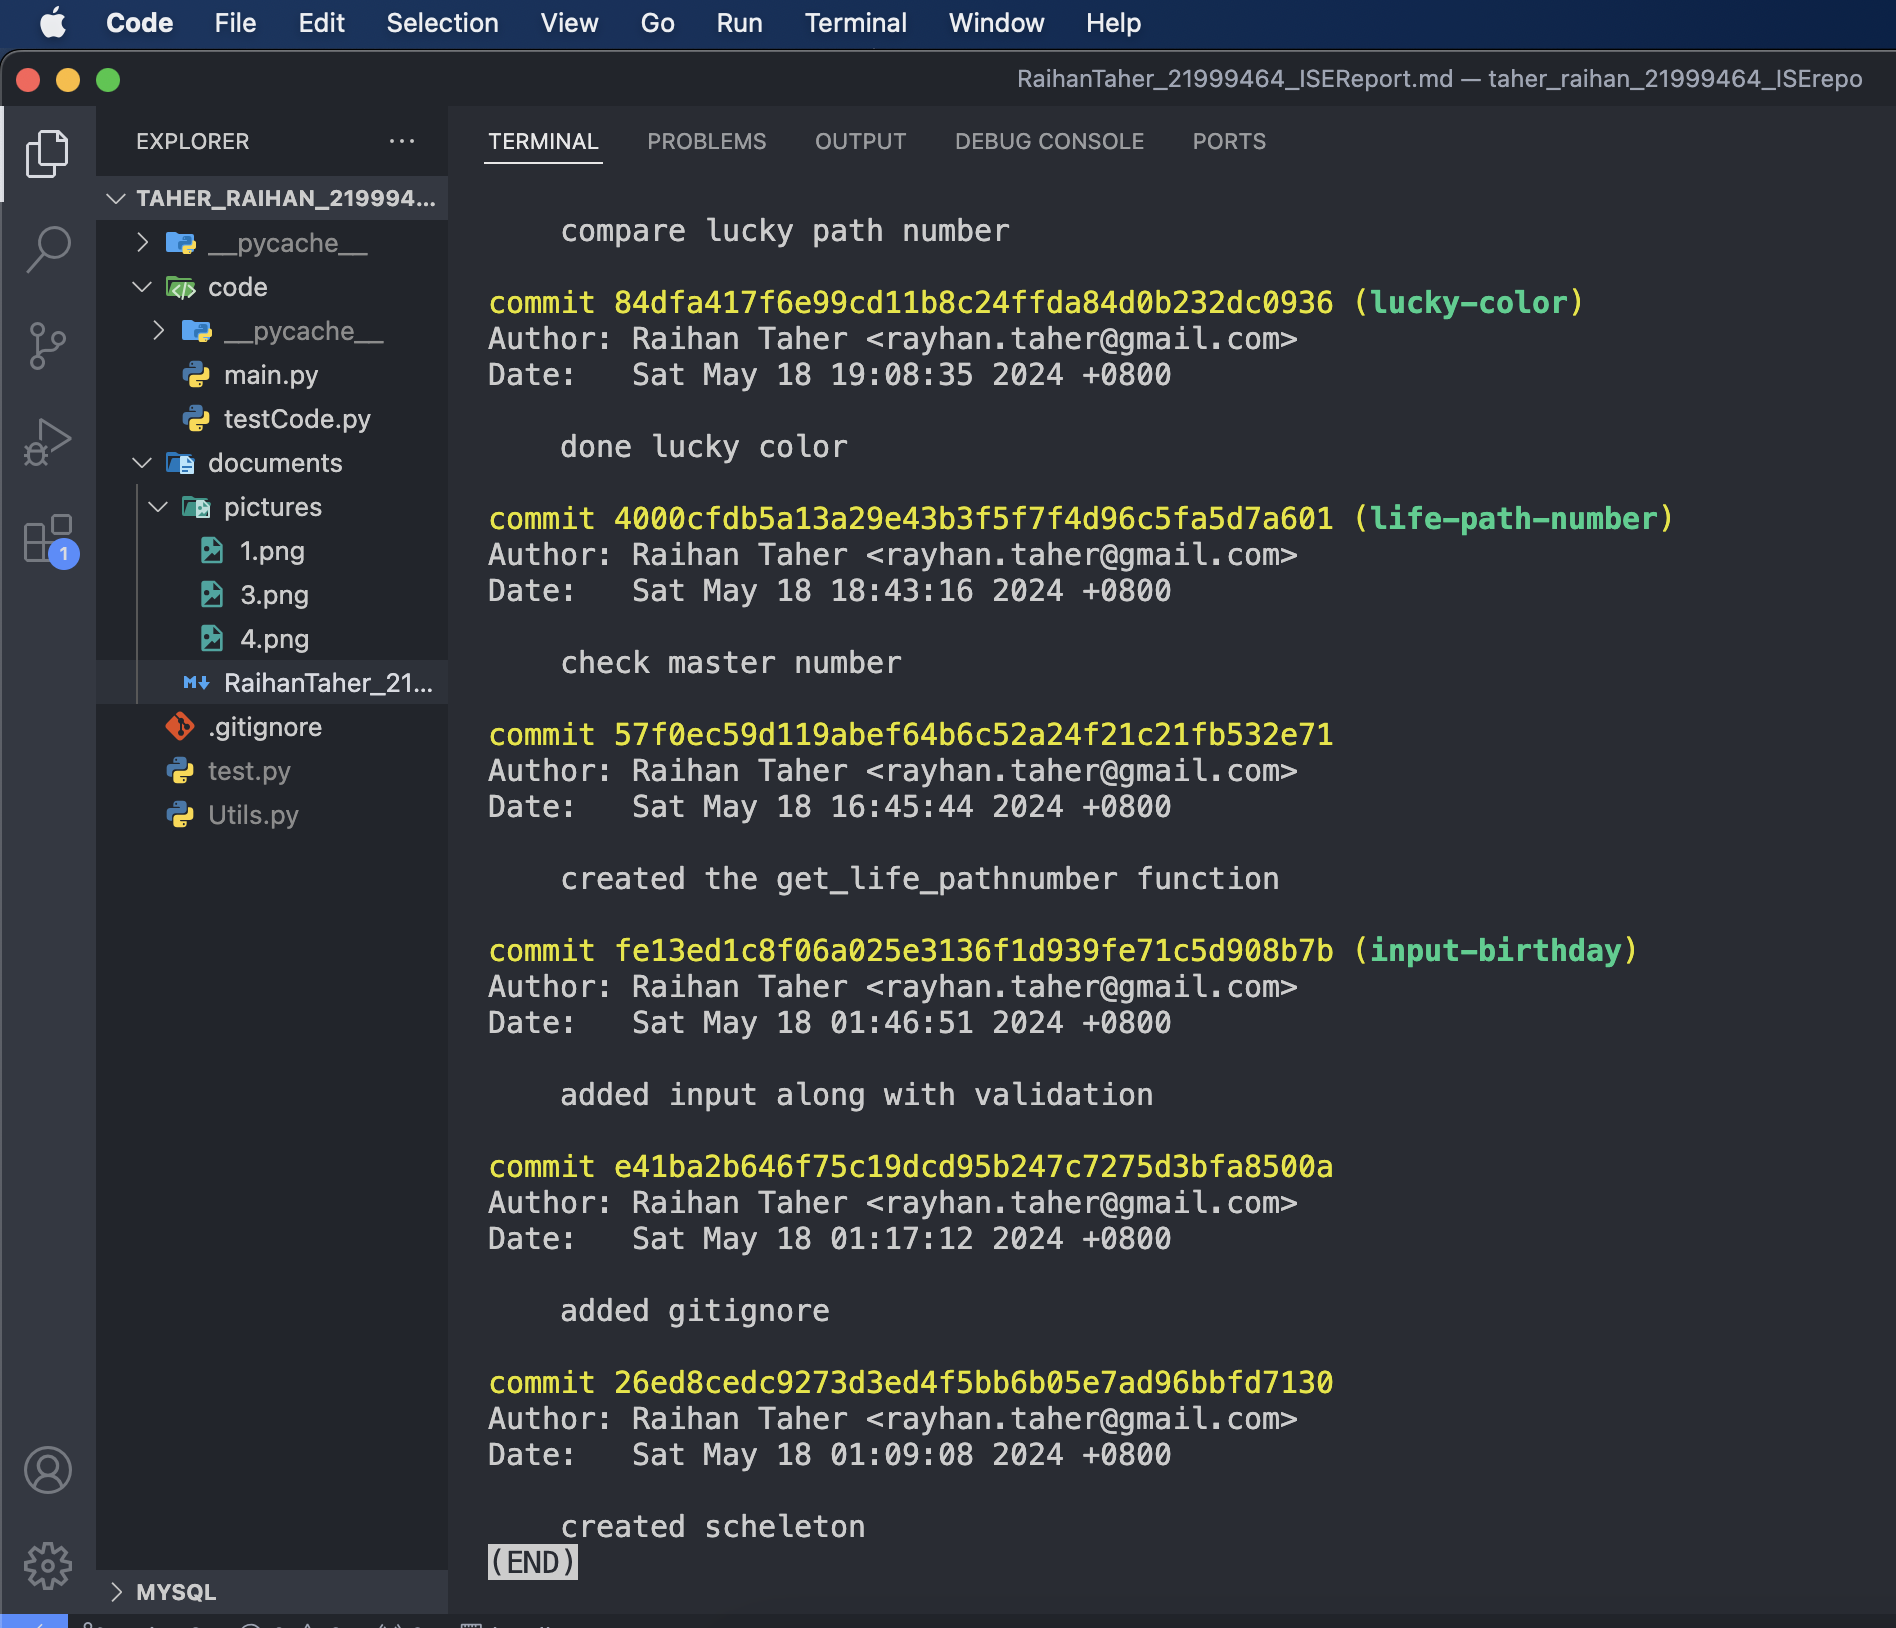 Code File Edit Selection View Go Run Terminal Window Help
RaihanTaher_21999464_ISEReport.md — taher_raihan_21999464_ISErepo
EXPLORER ...
TAHER_RAIHAN_219994...
__pycache__
code
__pycache__
main.py
testCode.py
documents
pictures
1.png
3.png
4.png
RaihanTaher_21...
.gitignore
test.py
Utils.py
MYSQL
1
TERMINAL PROBLEMS OUTPUT DEBUG CONSOLE PORTS
compare lucky path number
commit 84dfa417f6e99cd11b8c24ffda84d0b232dc0936 (lucky-color)
Author: Raihan Taher <rayhan.taher@gmail.com>
Date:   Sat May 18 19:08:35 2024 +0800
done lucky color
commit 4000cfdb5a13a29e43b3f5f7f4d96c5fa5d7a601 (life-path-number)
Author: Raihan Taher <rayhan.taher@gmail.com>
Date:   Sat May 18 18:43:16 2024 +0800
check master number
commit 57f0ec59d119abef64b6c52a24f21c21fb532e71
Author: Raihan Taher <rayhan.taher@gmail.com>
Date:   Sat May 18 16:45:44 2024 +0800
created the get_life_pathnumber function
commit fe13ed1c8f06a025e3136f1d939fe71c5d908b7b (input-birthday)
Author: Raihan Taher <rayhan.taher@gmail.com>
Date:   Sat May 18 01:46:51 2024 +0800
added input along with validation
commit e41ba2b646f75c19dcd95b247c7275d3bfa8500a
Author: Raihan Taher <rayhan.taher@gmail.com>
Date:   Sat May 18 01:17:12 2024 +0800
added gitignore
commit 26ed8cedc9273d3ed4f5bb6b05e7ad96bbfd7130
Author: Raihan Taher <rayhan.taher@gmail.com>
Date:   Sat May 18 01:09:08 2024 +0800
created scheleton
(END)